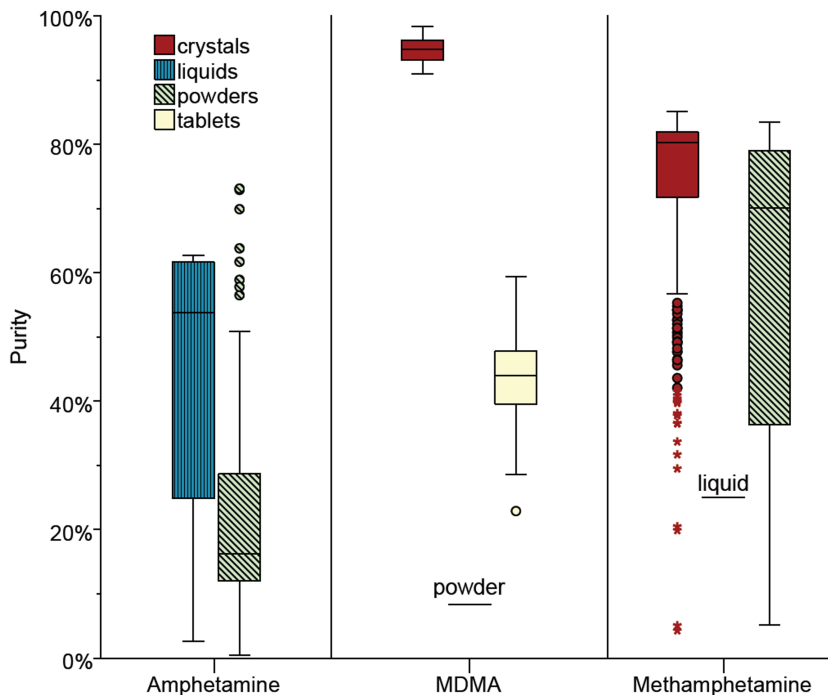 100%
80%
60%
40%
20%
0%
Purity
crystals
liquids
powders
tablets
powder
liquid
Amphetamine
MDMA
Methamphetamine